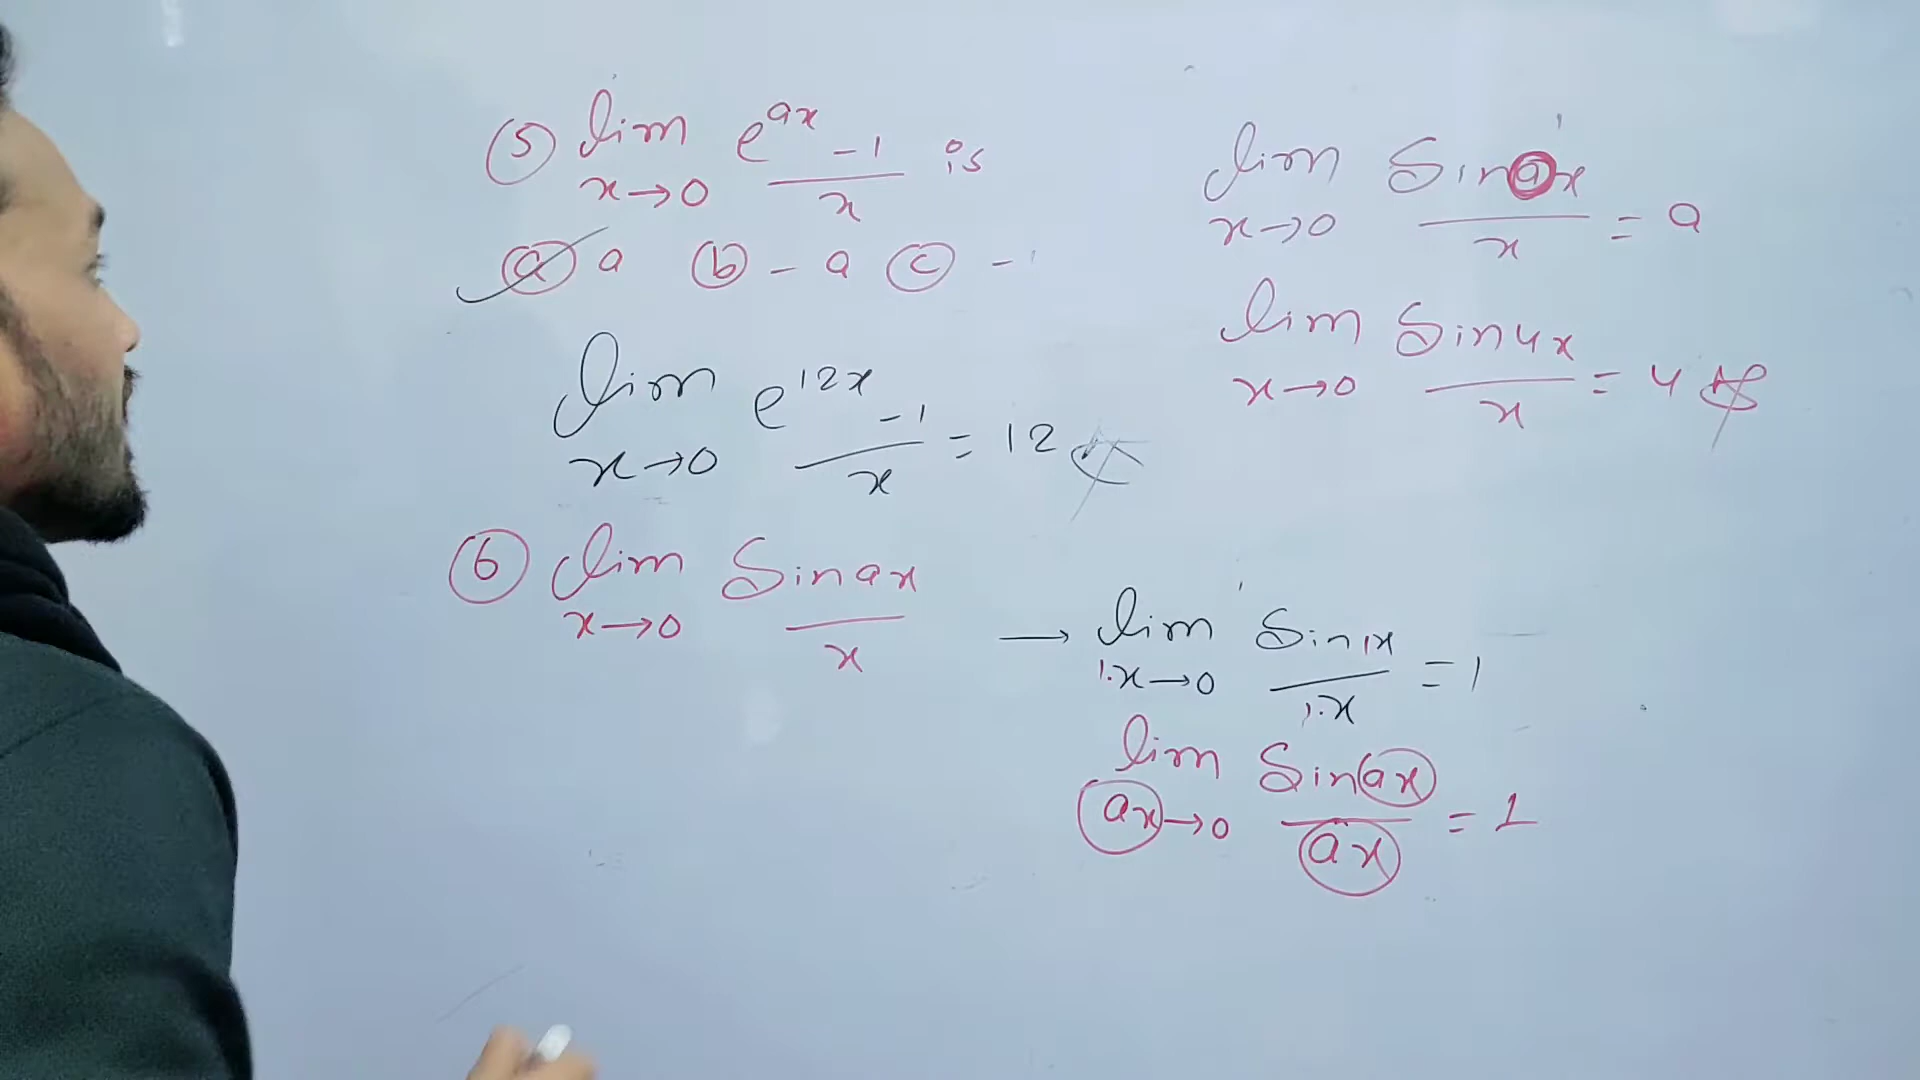 ⑤ lim e^ax - 1 is
x→0 x
ⓐ a ⓑ - a ⓒ -
lim e^12x - 1
x→0 x = 12
⑥ lim Sin ax
x→0 x
lim Sin ax
x→0 x = a
lim Sin 4x
x→0 x = 4
→ lim Sin 1x
1.x→0 1.x = 1
lim Sin ax
ax→0 ax = 1